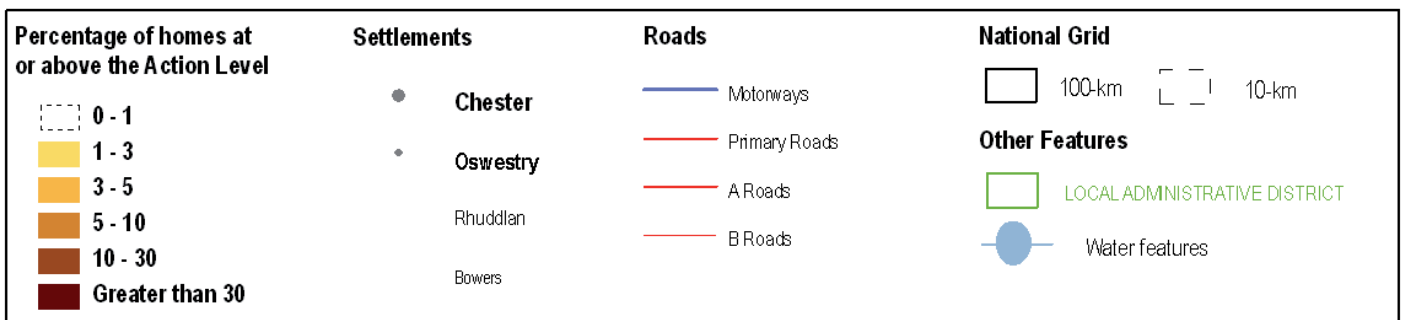 Percentage of homes at
or above the Action Level
0 - 1
1 - 3
3 - 5
5 - 10
10 - 30
Greater than 30
Settlements
Chester
Oswestry
Rhuddlan
Bowers
Roads
Motorways
Primary Roads
A Roads
B Roads
National Grid
100-km
10-km
Other Features
LOCAL ADMINISTRATIVE DISTRICT
Water features